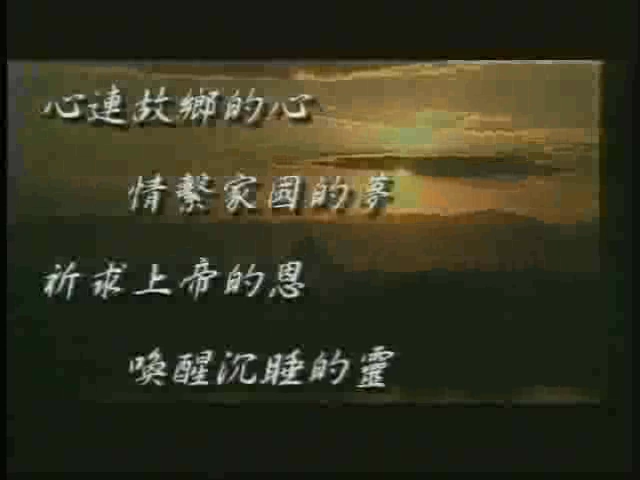 心連故鄉的心
情繫家國的夢
祈求上帝的恩
喚醒沉睡的靈